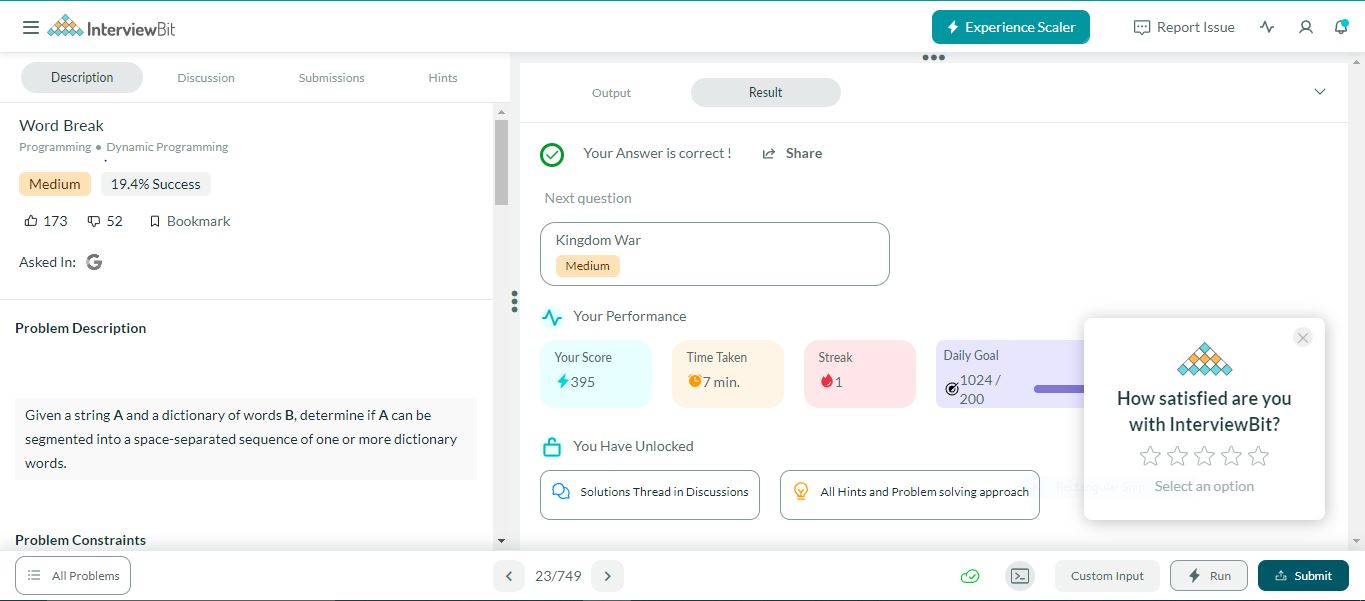 InterviewBit
Experience Scaler
Report Issue
Description
Discussion
Submissions
Hints
Word Break
Programming • Dynamic Programming
Medium
19.4% Success
173
52
Bookmark
Asked In:
Problem Description
Given a string A and a dictionary of words B, determine if A can be
segmented into a space-separated sequence of one or more dictionary
words.
Problem Constraints
Output
Result
Your Answer is correct !
Share
Next question
Kingdom War
Medium
Your Performance
Your Score
395
Time Taken
7 min.
Streak
1
Daily Goal
1024 /
200
You Have Unlocked
Solutions Thread in Discussions
All Hints and Problem solving approach
Rectangular Snip
How satisfied are you
with InterviewBit?
Select an option
All Problems
23/749
Custom Input
Run
Submit